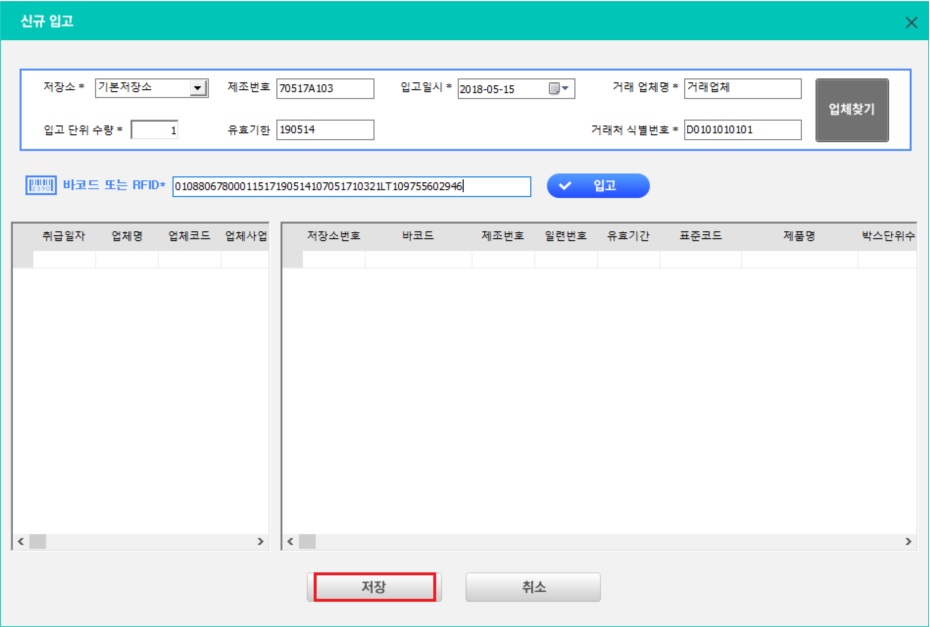 신규 입고
저장소 * 기본저장소 제조번호 70517A103 입고일시 * 2018-05-15 거래 업체명 * 거래업체
업체찾기
입고 단위 수량 * 1 유효기한 190514 거래처 식별번호 * D0101010101
바코드 또는 RFID* 01088067800011517190514107051710321LT109755602946 입고
취급일자 업체명 업체코드 업체사업 저장소번호 바코드 제조번호 일련번호 유효기간 표준코드 제품명 박스단위수
저장 취소